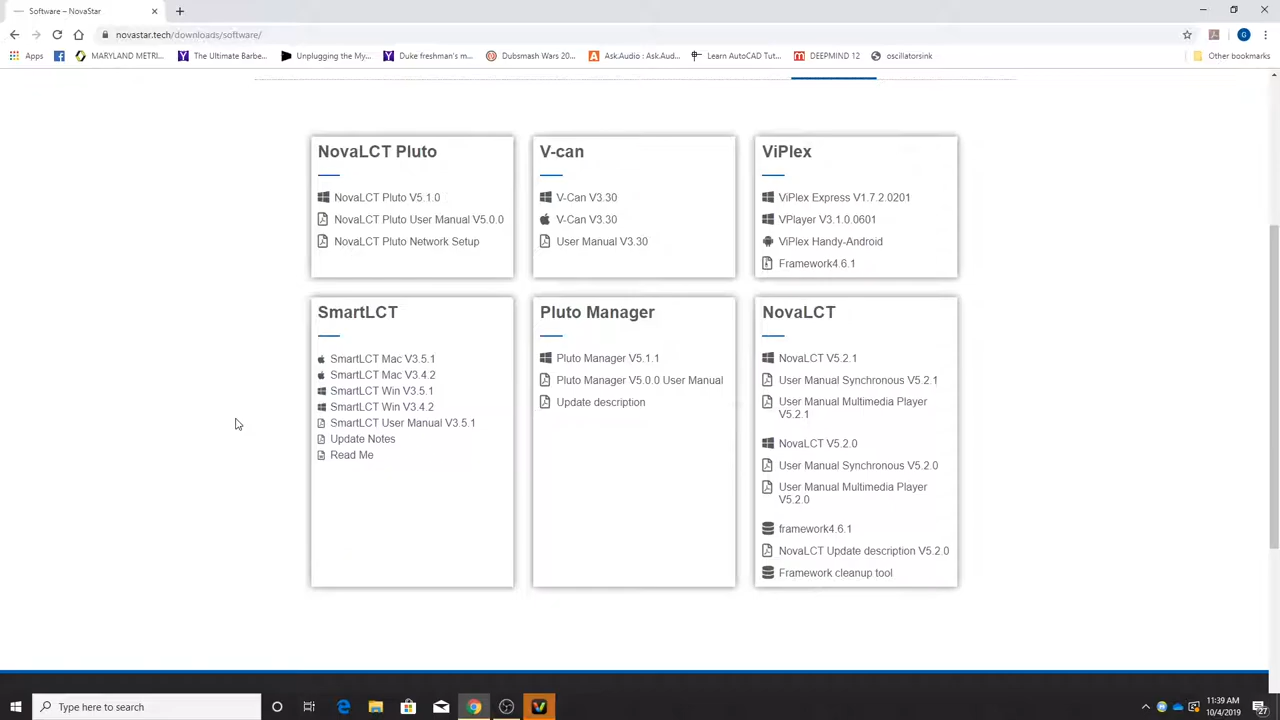 Software – NovaStar
novastar.tech/downloads/software/
Apps
MARYLAND METRI...
The Ultimate Barbe...
Unplugging the My...
Duke freshman's m...
Dubsmash Wars 20...
Ask.Audio : Ask.Aud...
Learn AutoCAD Tut...
DEEPMIND 12
oscillatorsink
Other bookmarks
NovaLCT Pluto
NovaLCT Pluto V5.1.0
NovaLCT Pluto User Manual V5.0.0
NovaLCT Pluto Network Setup
V-can
V-Can V3.30
V-Can V3.30
User Manual V3.30
ViPlex
ViPlex Express V1.7.2.0201
VPlayer V3.1.0.0601
ViPlex Handy-Android
Framework4.6.1
SmartLCT
SmartLCT Mac V3.5.1
SmartLCT Mac V3.4.2
SmartLCT Win V3.5.1
SmartLCT Win V3.4.2
SmartLCT User Manual V3.5.1
Update Notes
Read Me
Pluto Manager
Pluto Manager V5.1.1
Pluto Manager V5.0.0 User Manual
Update description
NovaLCT
NovaLCT V5.2.1
User Manual Synchronous V5.2.1
User Manual Multimedia Player
V5.2.1
NovaLCT V5.2.0
User Manual Synchronous V5.2.0
User Manual Multimedia Player
V5.2.0
framework4.6.1
NovaLCT Update description V5.2.0
Framework cleanup tool
Type here to search
11:39 AM
10/4/2019
27